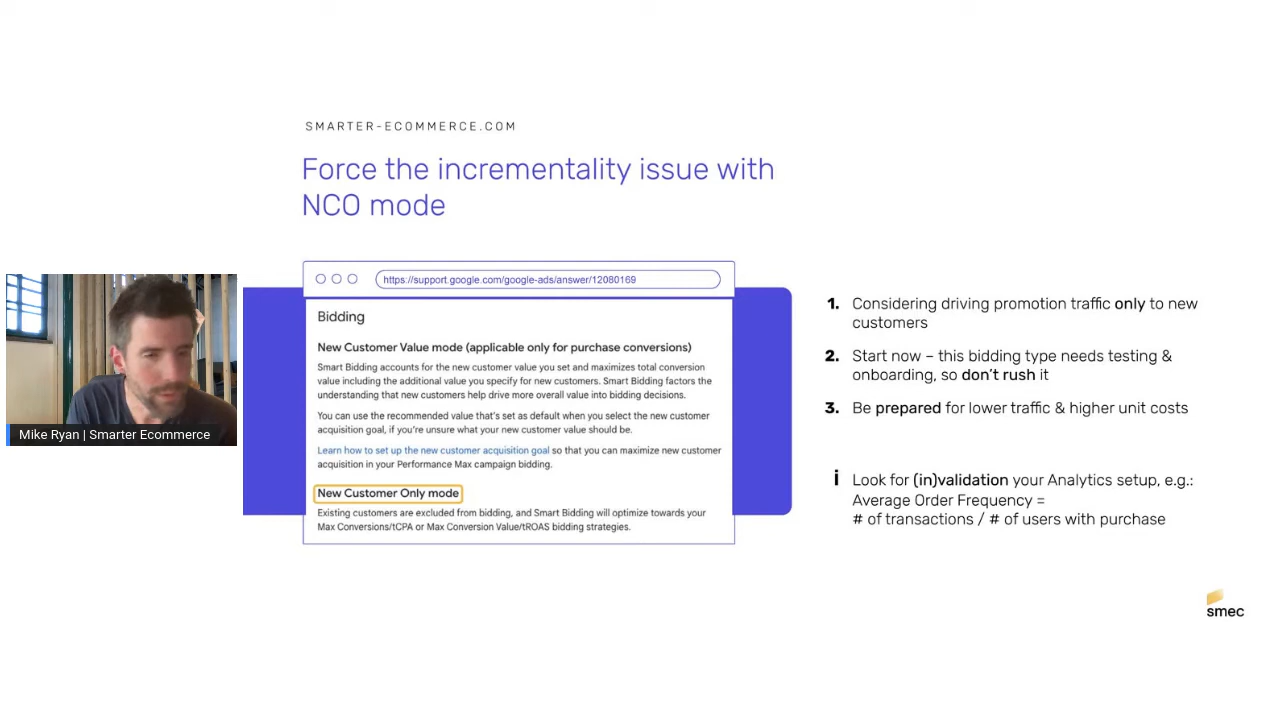 SMARTER-ECOMMERCE.COM
Force the incrementality issue with
NCO mode
https://support.google.com/google-ads/answer/12080169
Bidding
New Customer Value mode (applicable only for purchase conversions)
Smart Bidding accounts for the new customer value you set and maximizes total conversion
value including the additional value you specify for new customers. Smart Bidding factors the
understanding that new customers help drive more overall value into bidding decisions.
You can use the recommended value that's set as default when you select the new customer
acquisition goal, if you're unsure what your new customer value should be.
Learn how to set up the new customer acquisition goal so that you can maximize new customer
acquisition in your Performance Max campaign bidding.
New Customer Only mode
Existing customers are excluded from bidding, and Smart Bidding will optimize towards your
Max Conversions/tCPA or Max Conversion Value/tROAS bidding strategies.
1. Considering driving promotion traffic only to new
customers
2. Start now – this bidding type needs testing &
onboarding, so don't rush it
3. Be prepared for lower traffic & higher unit costs
i Look for (in)validation your Analytics setup, e.g.:
Average Order Frequency =
# of transactions / # of users with purchase
Mike Ryan | Smarter Ecommerce
smec